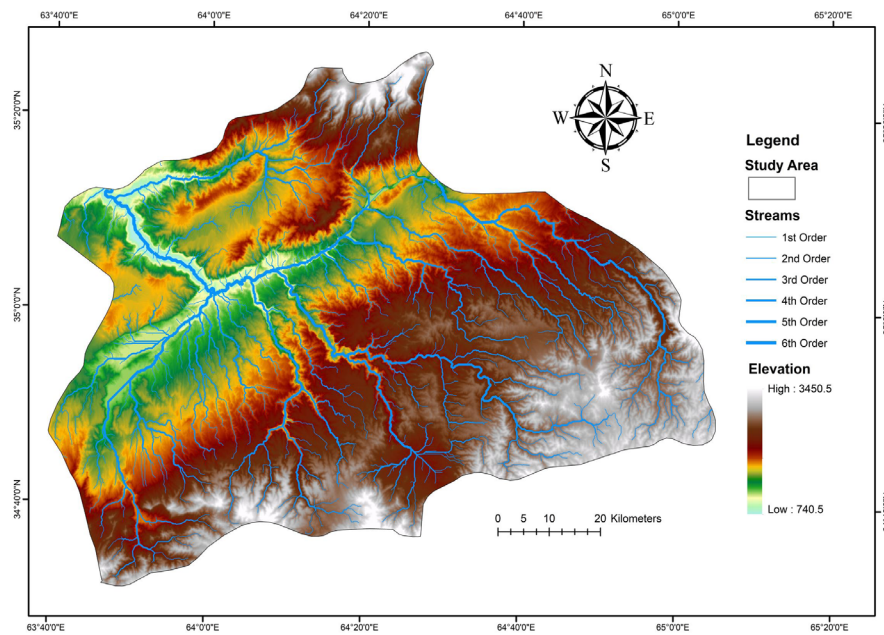 63°40'0"E 64°0'0"E 64°20'0"E 64°40'0"E 65°0'0"E 65°20'0"E
35°20'0"N
N
W E
S
Legend
Study Area
Streams
1st Order
2nd Order
3rd Order
35°0'0"N
4th Order
5th Order
6th Order
Elevation
High : 3450.5
34°40'0"N
Low : 740.5
0 5 10 20 Kilometers
63°40'0"E 64°0'0"E 64°20'0"E 64°40'0"E 65°0'0"E 65°20'0"E